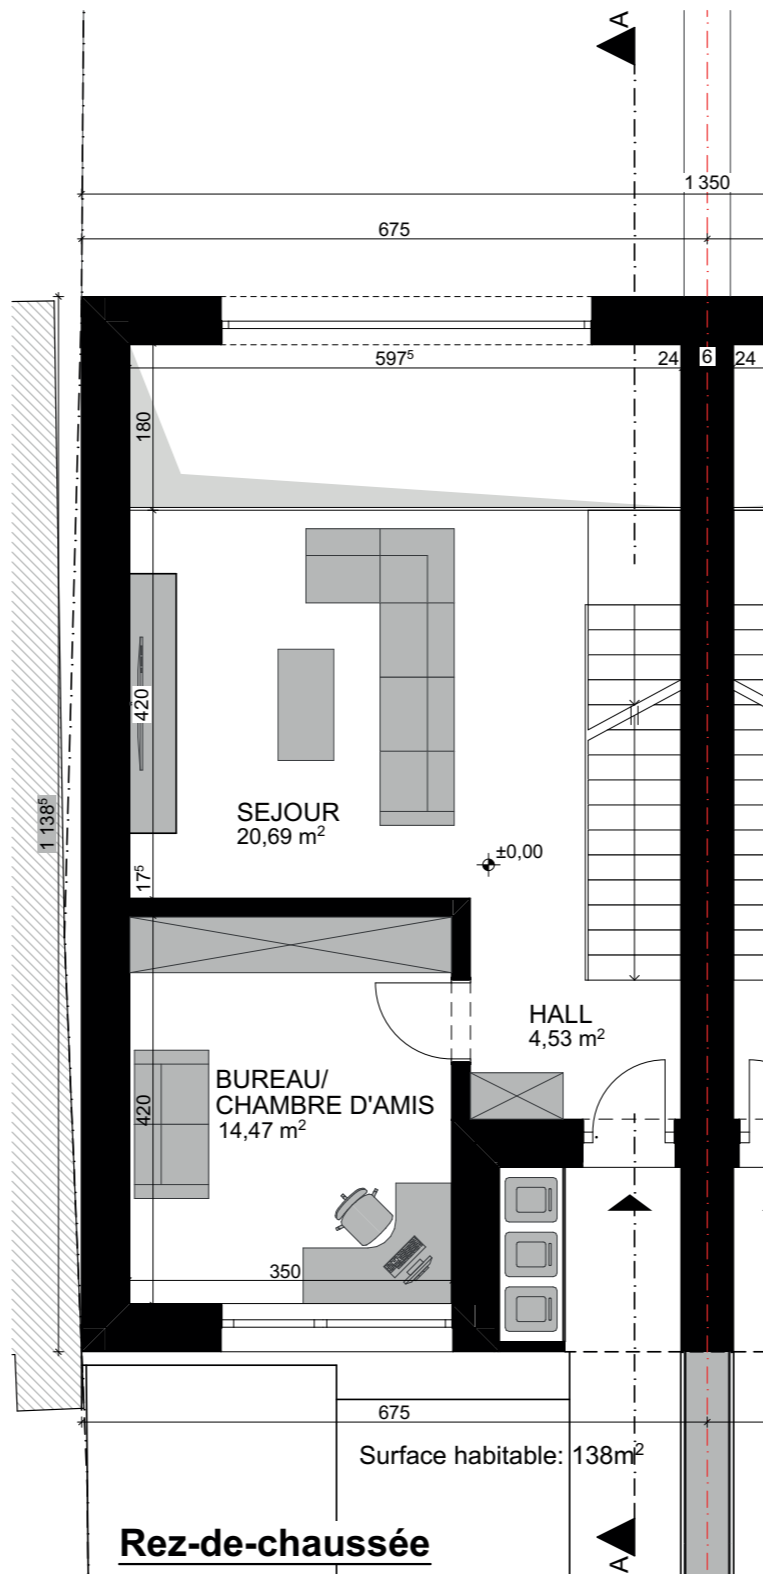 A
1 350
675
597⁵
24
6
24
180
420
SEJOUR
20,69 m²
±0,00
1 138⁵
17⁵
HALL
4,53 m²
BUREAU/
CHAMBRE D'AMIS
14,47 m²
420
350
675
Surface habitable: 138m²
Rez-de-chaussée
A